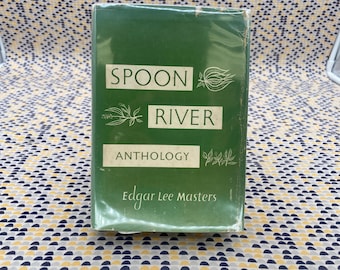 SPOON
RIVER
ANTHOLOGY
Edgar Lee Masters